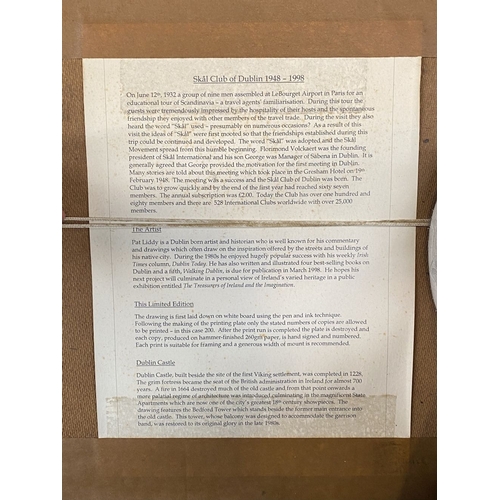 Skål Club of Dublin 1948 – 1998
On June 12th, 1932 a group of nine men assembled at LeBourget Airport in Paris for an
educational tour of Scandinavia – a travel agents' familiarisation. During this tour the
guests were tremendously impressed by the hospitality of their hosts and the spontaneous
friendship they enjoyed with other members of the travel trade. During the visit they also
heard the word "Skål" used – presumably on numerous occasions? As a result of this
visit the ideas of "Skål" were first mooted so that the friendships established during this
trip could be continued and developed. The word "Skål" was adopted and the Skål
Movement spread from this humble beginning. Florimond Volckaert was the founding
president of Skål International and his son George was Manager of Sabena in Dublin. It is
generally agreed that George provided the motivation for the first meeting in Dublin.
Many stories are told about this meeting which took place in the Gresham Hotel on 19th
February 1948. The meeting was a success and the Skål Club of Dublin was born. The
Club was to grow quickly and by the end of the first year had reached sixty seven
members. The annual subscription was £2.00. Today the Club has over one hundred and
eighty members and there are 528 International Clubs worldwide with over 25,000
members.
The Artist
Pat Liddy is a Dublin born artist and historian who is well known for his commentary
and drawings which often draw on the inspiration offered by the streets and buildings of
his native city. During the 1980s he enjoyed hugely popular success with his weekly Irish
Times column, Dublin Today. He has also written and illustrated four best-selling books on
Dublin and a fifth, Walking Dublin, is due for publication in March 1998. He hopes his
next project will culminate in a personal view of Ireland's varied heritage in a public
exhibition entitled The Treasures of Ireland and the Imagination.
This Limited Edition
The drawing is first laid down on white board using the pen and ink technique.
Following the making of the printing plate only the stated numbers of copies are allowed
to be printed – in this case 200. After the print run is completed the plate is destroyed and
each copy, produced on hammer-finished 260gm paper, is hand signed and numbered.
Each print is suitable for framing and a generous width of mount is recommended.
Dublin Castle
Dublin Castle, built beside the site of the first Viking settlement, was completed in 1228.
The grim fortress became the seat of the British administration in Ireland for almost 700
years. A fire in 1664 destroyed much of the old castle and from that point onwards a
more palatial regime of architecture was introduced culminating in the magnificent State
Apartments which are now one of the city's greatest 18th century showpieces. The
drawing features the Bedford Tower which stands beside the former main entrance into
the old castle. This tower, whose balcony was designed to accommodate the garrison
band, was restored to its original glory in the late 1980s.